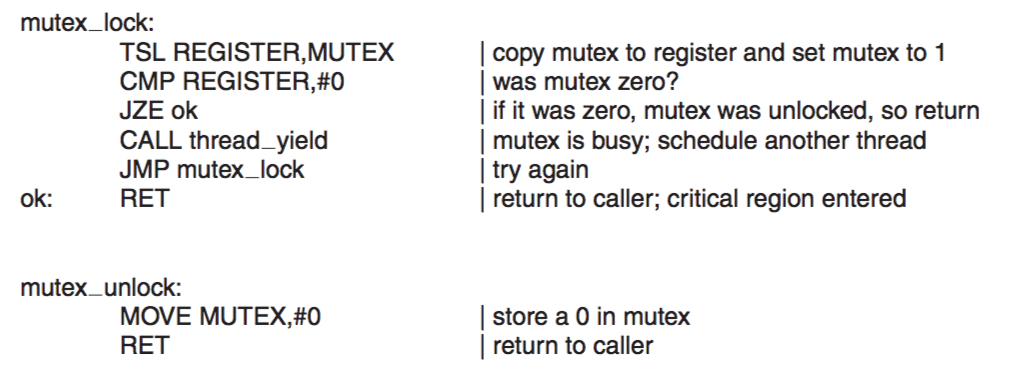 mutex_lock:
TSL REGISTER,MUTEX | copy mutex to register and set mutex to 1
CMP REGISTER,#0 | was mutex zero?
JZE ok | if it was zero, mutex was unlocked, so return
CALL thread_yield | mutex is busy; schedule another thread
JMP mutex_lock | try again
ok: RET | return to caller; critical region entered
mutex_unlock:
MOVE MUTEX,#0 | store a 0 in mutex
RET | return to caller